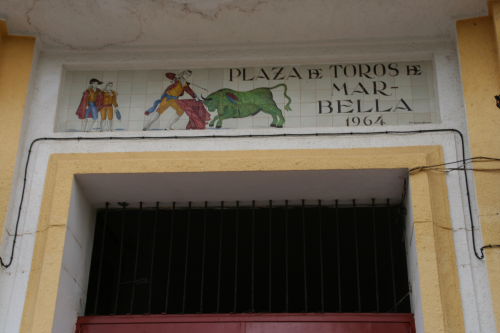 PLAZA DE TOROS DE
MAR-
BELLA
1964